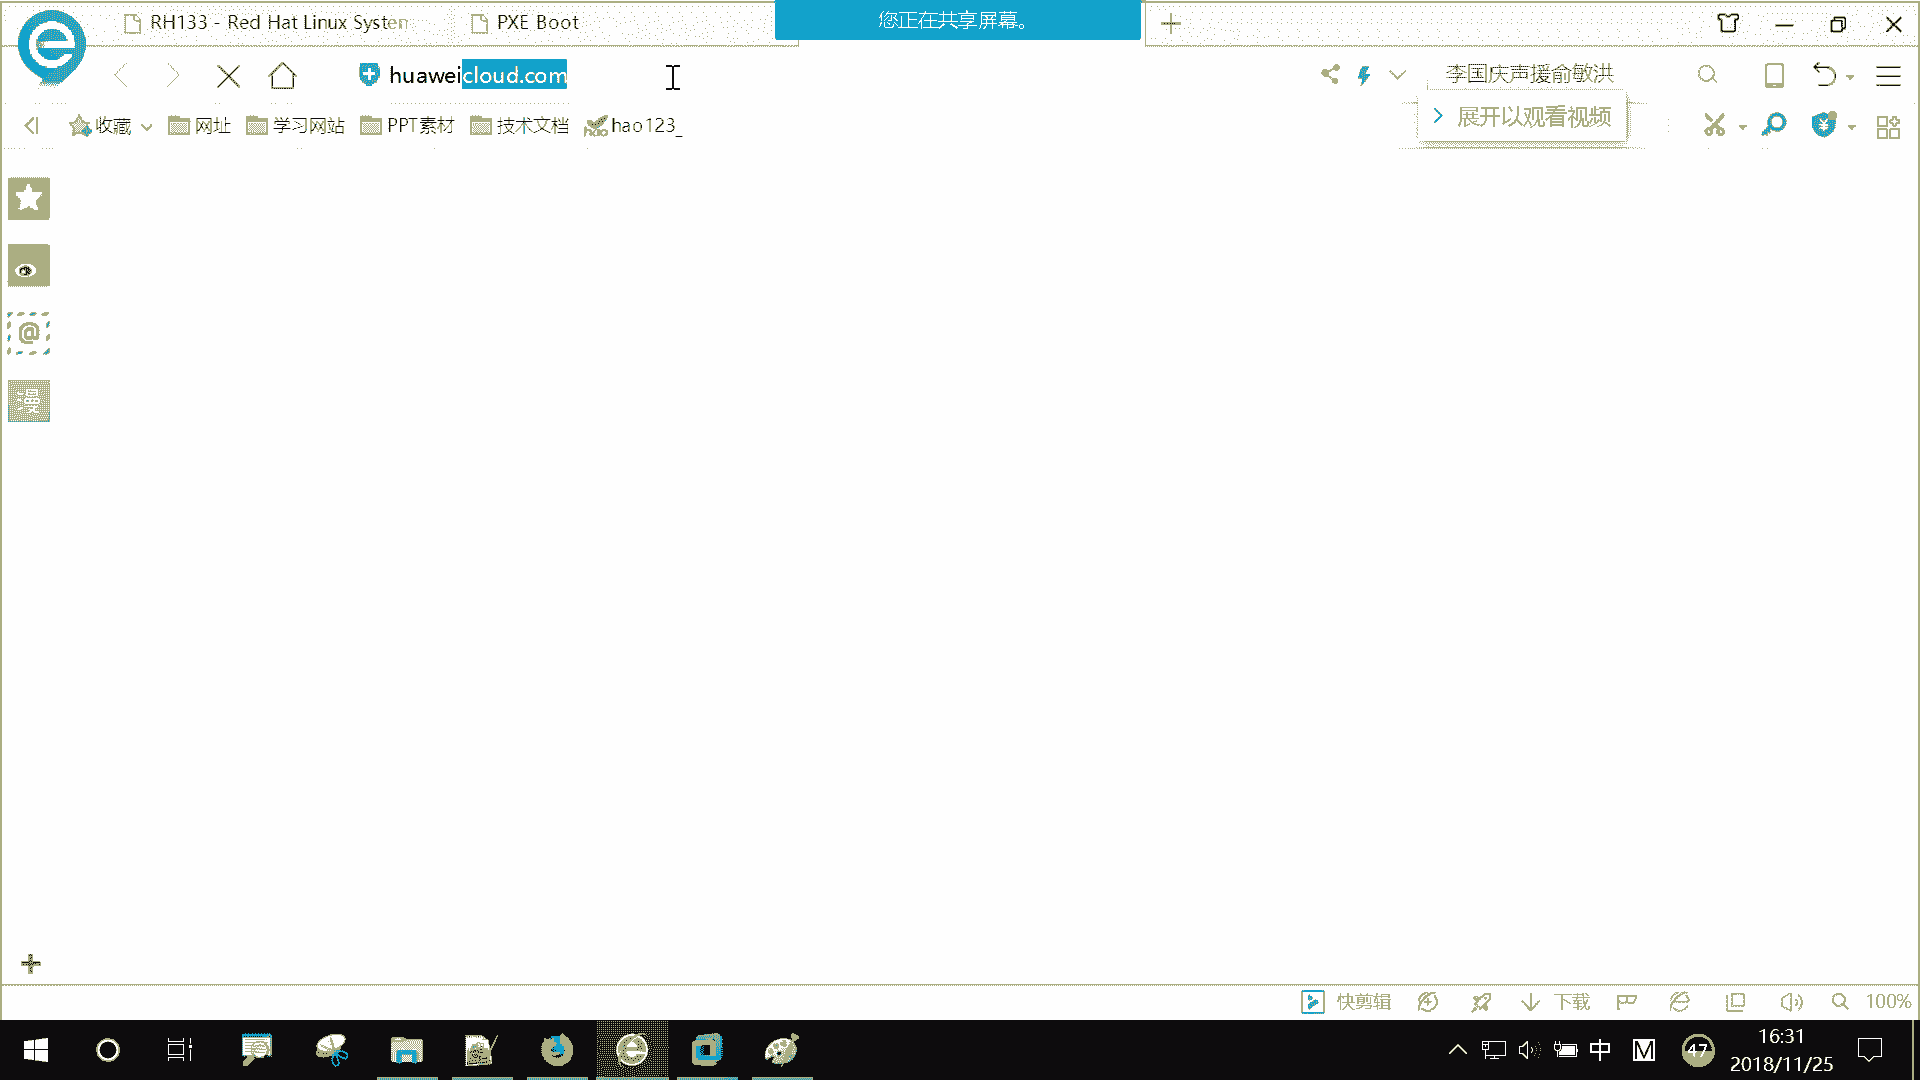 RH133 - Red Hat Linux System
PXE Boot
您正在共享屏幕。
huaweicloud.com
李国庆声援俞敏洪
展开以观看视频
收藏
网址
学习网站
PPT素材
技术文档
hao123_
@
漫
快剪辑
下载
100%
中
M
47
16:31
2018/11/25